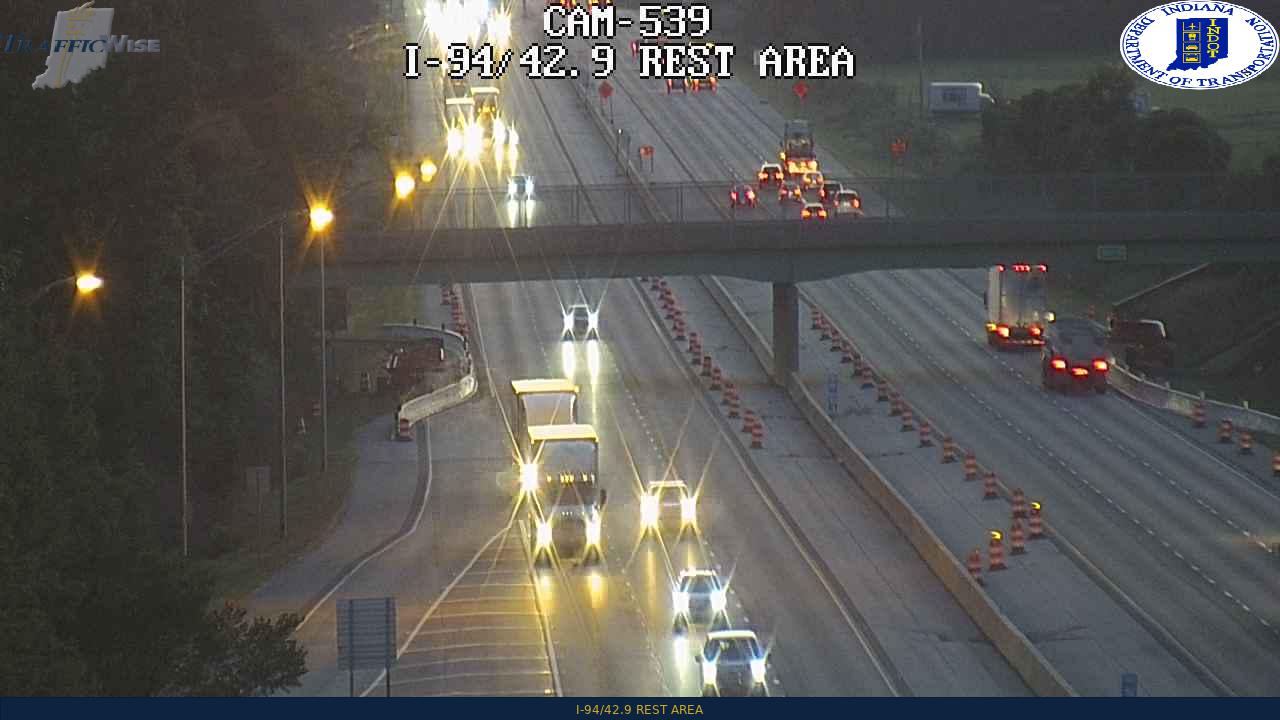 CAM-539
I-94/42.9 REST AREA
TRAFFICWISE
INDIANA
DEPARTMENT OF TRANSPORTATION
INDOT
I-94/42.9 REST AREA